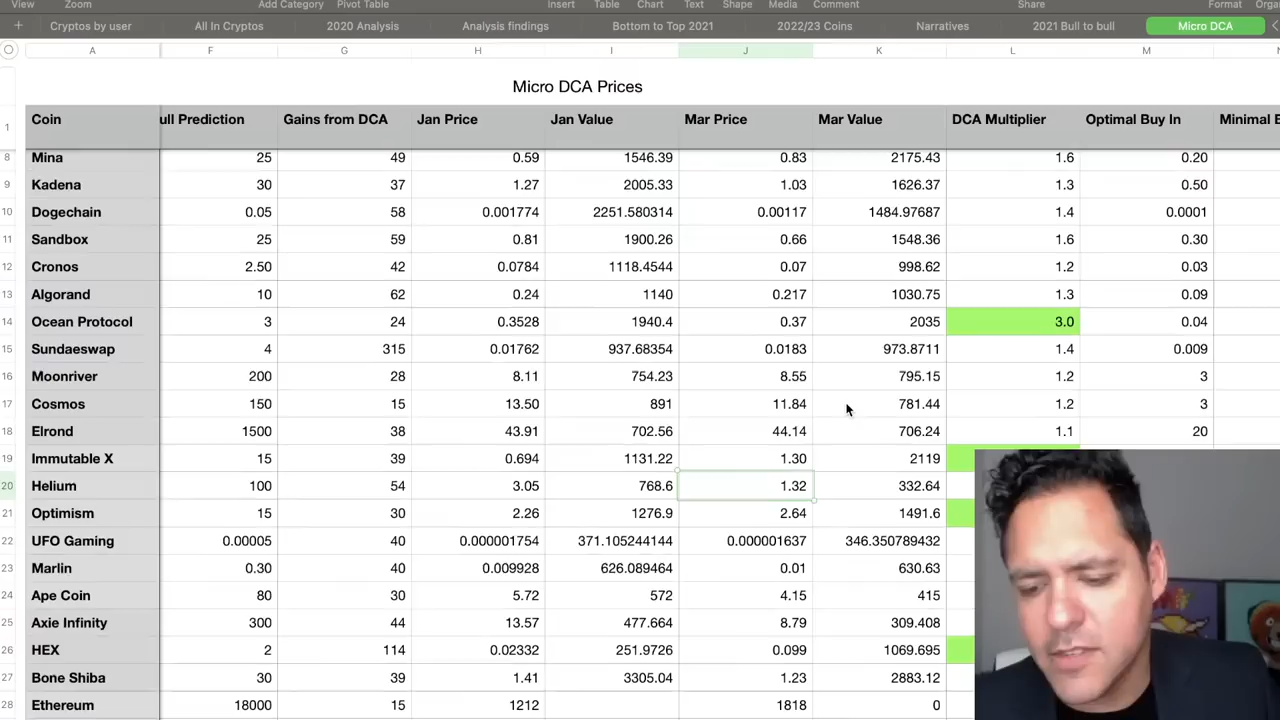 View Zoom Add Category Pivot Table Insert Table Chart Text Shape Media Comment Share Format
+ Cryptos by user All In Cryptos 2020 Analysis Analysis findings Bottom to Top 2021 2022/23 Coins Narratives 2021 Bull to bull Micro DCA
A F G H I J K L M
Micro DCA Prices
1 Coin ull Prediction Gains from DCA Jan Price Jan Value Mar Price Mar Value DCA Multiplier Optimal Buy In Minimal
8 Mina 25 49 0.59 1546.39 0.83 2175.43 1.6 0.20
9 Kadena 30 37 1.27 2005.33 1.03 1626.37 1.3 0.50
10 Dogechain 0.05 58 0.001774 2251.580314 0.00117 1484.97687 1.4 0.0001
11 Sandbox 25 59 0.81 1900.26 0.66 1548.36 1.6 0.30
12 Cronos 2.50 42 0.0784 1118.4544 0.07 998.62 1.2 0.03
13 Algorand 10 62 0.24 1140 0.217 1030.75 1.3 0.09
14 Ocean Protocol 3 24 0.3528 1940.4 0.37 2035 3.0 0.04
15 Sundaeswap 4 315 0.01762 937.68354 0.0183 973.8711 1.4 0.009
16 Moonriver 200 28 8.11 754.23 8.55 795.15 1.2 3
17 Cosmos 150 15 13.50 891 11.84 781.44 1.2 3
18 Elrond 1500 38 43.91 702.56 44.14 706.24 1.1 20
19 Immutable X 15 39 0.694 1131.22 1.30 2119
20 Helium 100 54 3.05 768.6 1.32 332.64
21 Optimism 15 30 2.26 1276.9 2.64 1491.6
22 UFO Gaming 0.00005 40 0.000001754 371.105244144 0.000001637 346.350789432
23 Marlin 0.30 40 0.009928 626.089464 0.01 630.63
24 Ape Coin 80 30 5.72 572 4.15 415
25 Axie Infinity 300 44 13.57 477.664 8.79 309.408
26 HEX 2 114 0.02332 251.9726 0.099 1069.695
27 Bone Shiba 30 39 1.41 3305.04 1.23 2883.12
28 Ethereum 18000 15 1212 1818 0